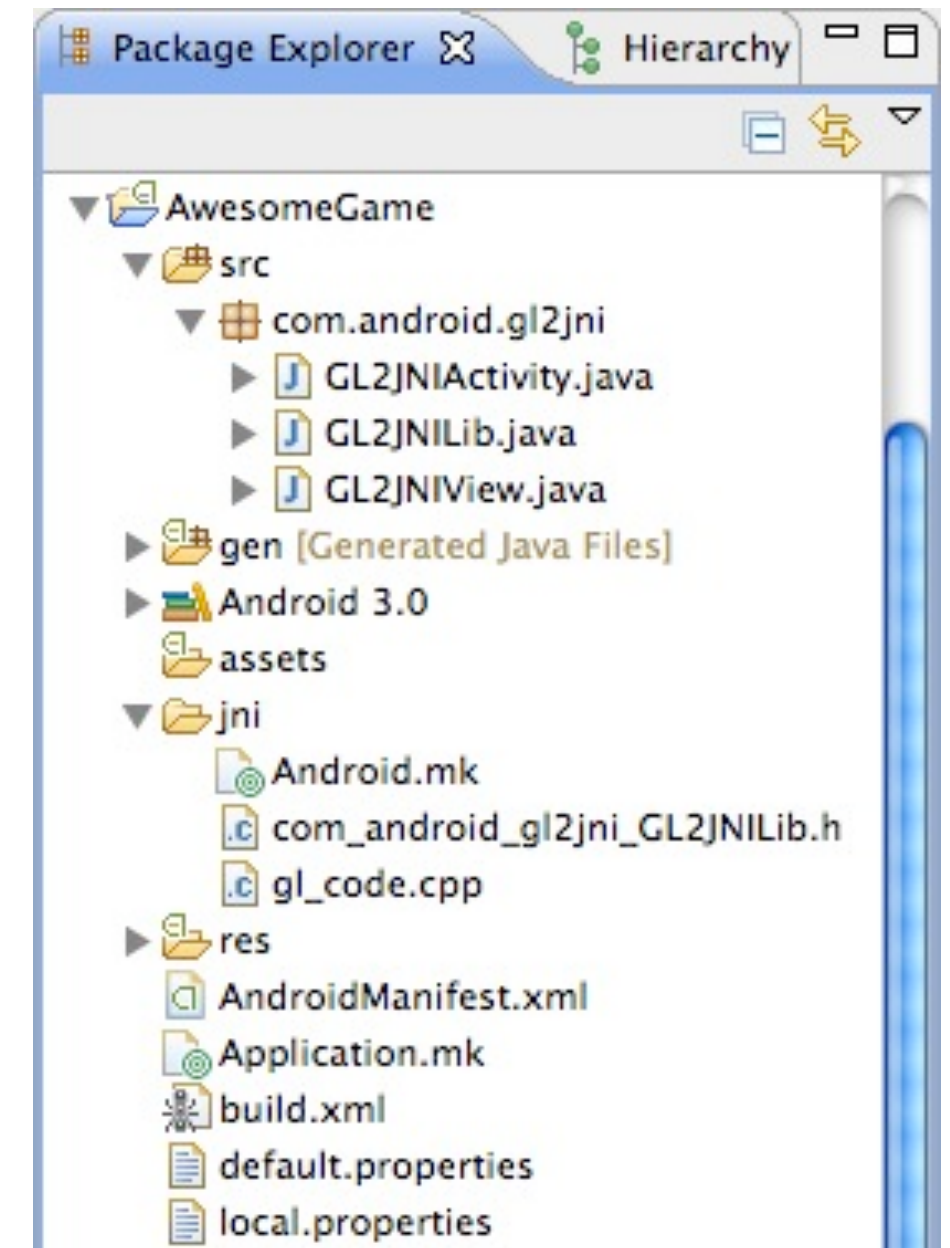 Package Explorer Hierarchy
AwesomeGame
src
com.android.gl2jni
GL2JNIActivity.java
GL2JNILib.java
GL2JNIView.java
gen [Generated Java Files]
Android 3.0
assets
jni
Android.mk
com_android_gl2jni_GL2JNILib.h
gl_code.cpp
res
AndroidManifest.xml
Application.mk
build.xml
default.properties
local.properties